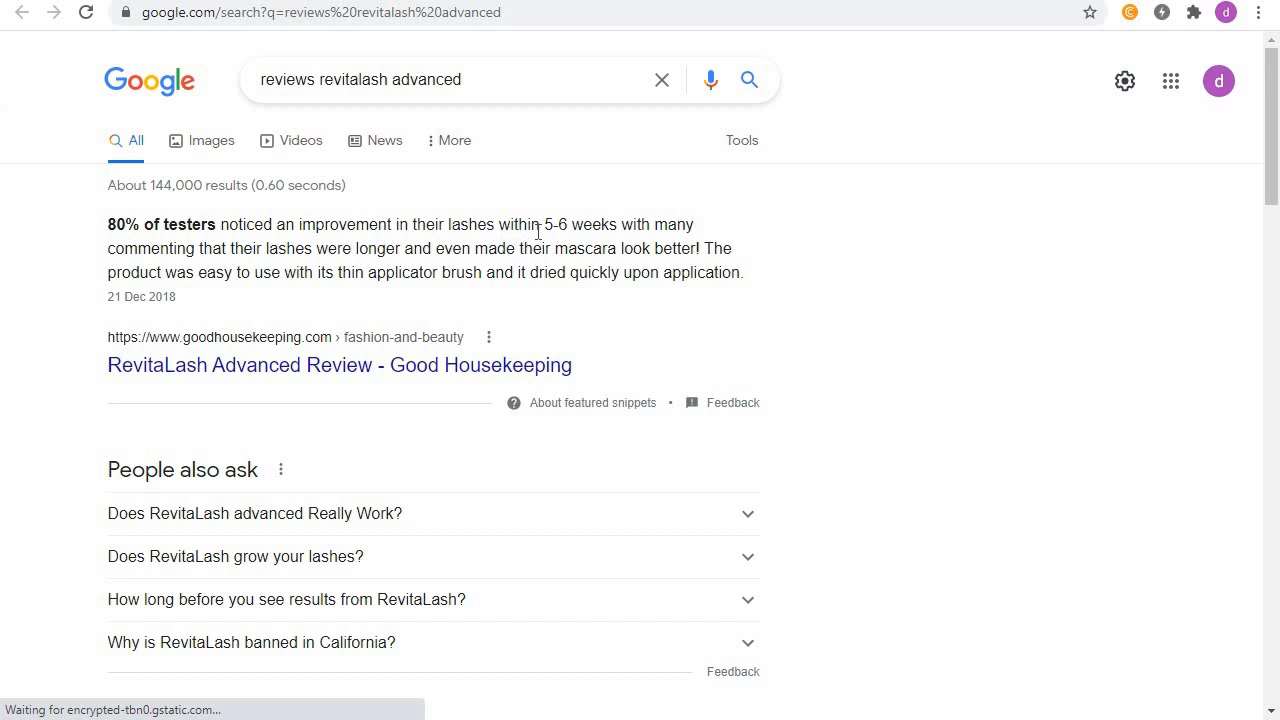 google.com/search?q=reviews%20revitalash%20advanced
d
Google
reviews revitalash advanced
d
All
Images
Videos
News
More
Tools
About 144,000 results (0.60 seconds)
80% of testers noticed an improvement in their lashes within 5-6 weeks with many
commenting that their lashes were longer and even made their mascara look better! The
product was easy to use with its thin applicator brush and it dried quickly upon application.
21 Dec 2018
https://www.goodhousekeeping.com › fashion-and-beauty
RevitaLash Advanced Review - Good Housekeeping
About featured snippets • Feedback
People also ask
Does RevitaLash advanced Really Work?
Does RevitaLash grow your lashes?
How long before you see results from RevitaLash?
Why is RevitaLash banned in California?
Feedback
Waiting for encrypted-tbn0.gstatic.com...